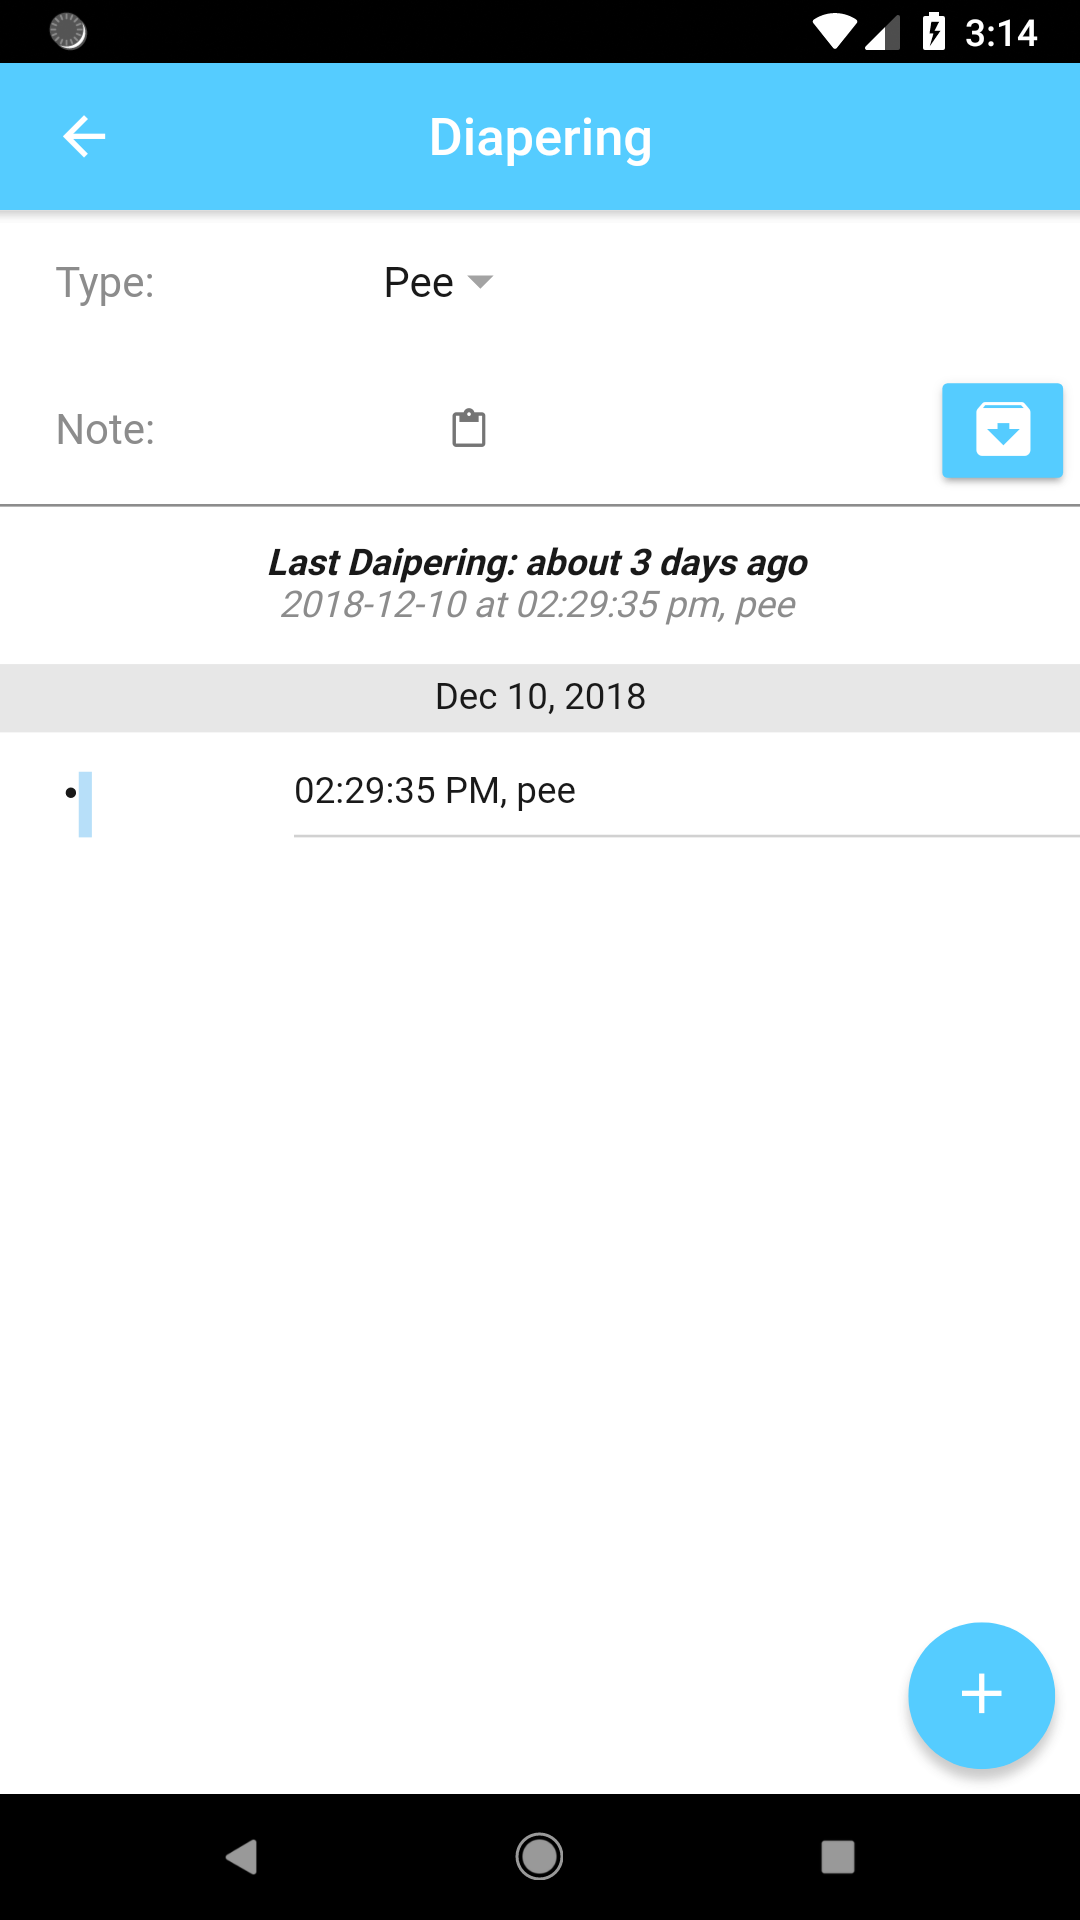 3:14
Diapering
Type: Pee
Note:
Last Daipering: about 3 days ago
2018-12-10 at 02:29:35 pm, pee
Dec 10, 2018
• 02:29:35 PM, pee